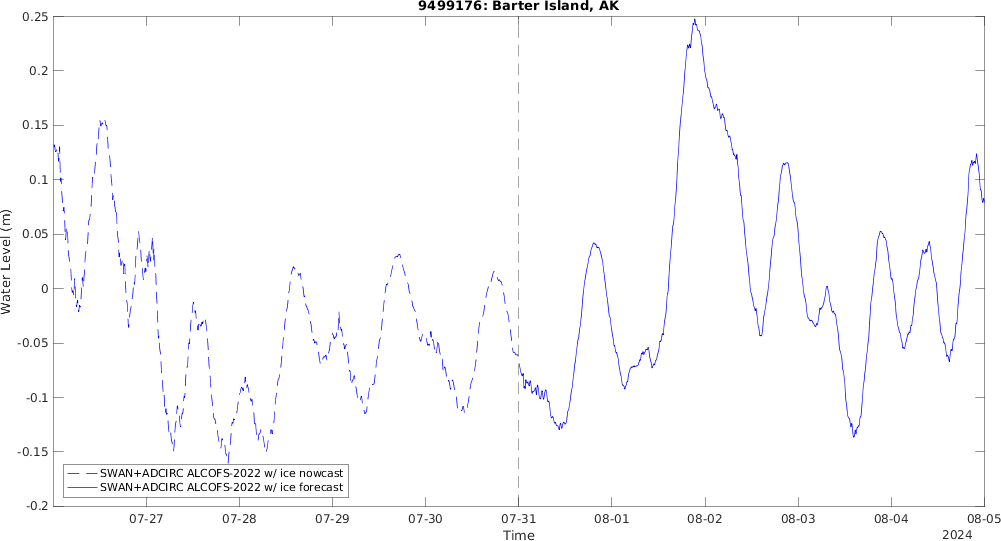 9499176: Barter Island, AK
0.25
0.2
0.15
0.1
0.05
0
-0.05
-0.1
-0.15
-0.2
Water Level (m)
SWAN+ADCIRC ALCOFS-2022 w/ ice nowcast
SWAN+ADCIRC ALCOFS-2022 w/ ice forecast
07-27 07-28 07-29 07-30 07-31 08-01 08-02 08-03 08-04 08-05
Time
2024